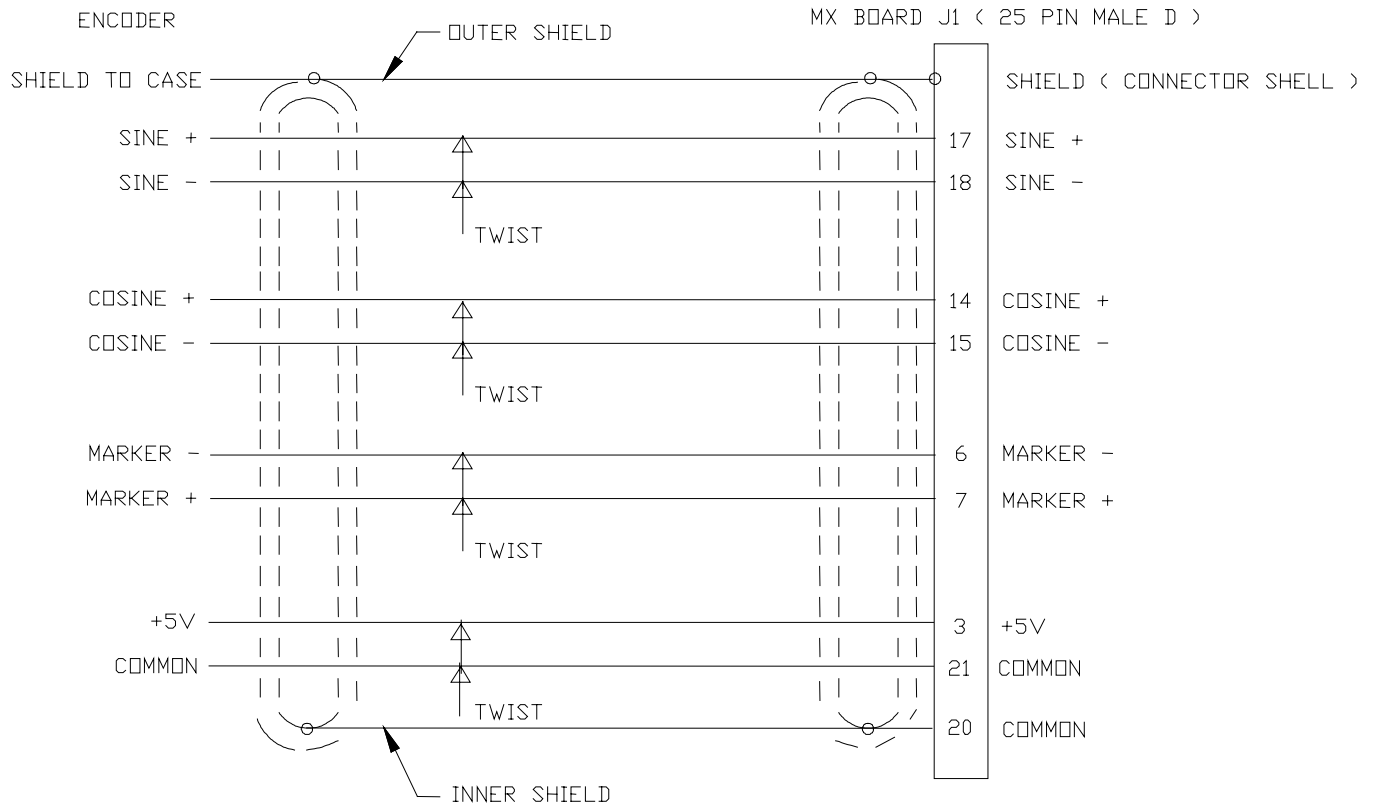 ENCODER
MX BOARD J1 ( 25 PIN MALE D )
OUTER SHIELD
SHIELD TO CASE
SHIELD ( CONNECTOR SHELL )
SINE + 17 SINE +
SINE - 18 SINE -
TWIST
COSINE + 14 COSINE +
COSINE - 15 COSINE -
TWIST
MARKER - 6 MARKER -
MARKER + 7 MARKER +
TWIST
+5V 3 +5V
COMMON 21 COMMON
TWIST
20 COMMON
INNER SHIELD